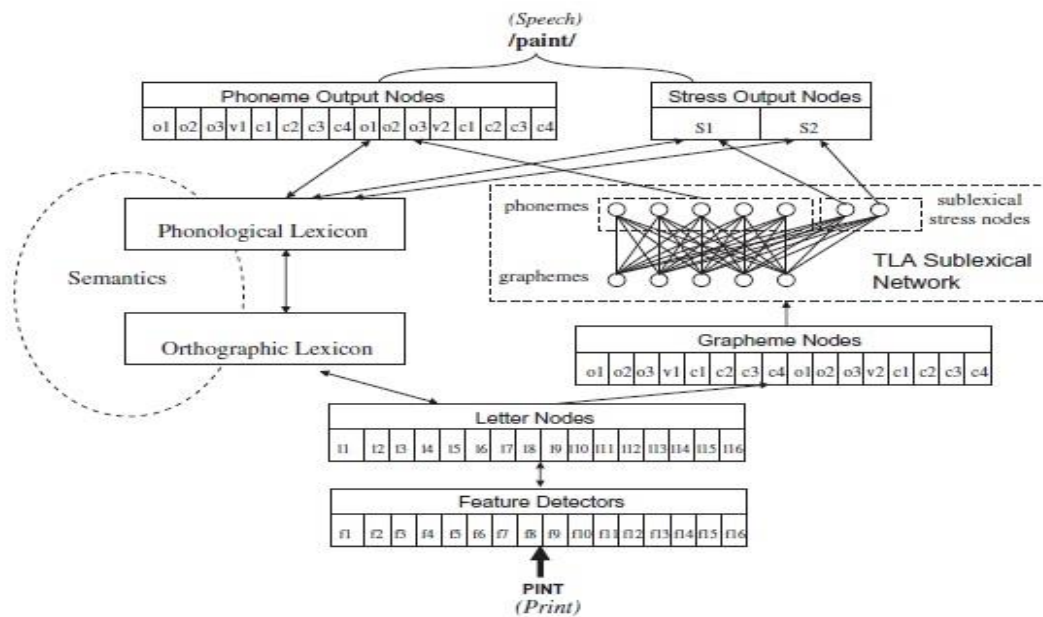 (Speech)
/paint/
Phoneme Output Nodes
o1 o2 o3 v1 c1 c2 c3 c4 o1 o2 o3 v2 c1 c2 c3 c4
Stress Output Nodes
S1 S2
Phonological Lexicon
Semantics
Orthographic Lexicon
phonemes
sublexical
stress nodes
graphemes
TLA Sublexical
Network
Grapheme Nodes
o1 o2 o3 v1 c1 c2 c3 c4 o1 o2 o3 v2 c1 c2 c3 c4
Letter Nodes
l1 l2 l3 l4 l5 l6 l7 l8 l9 l10 l11 l12 l13 l14 l15 l16
Feature Detectors
f1 f2 f3 f4 f5 f6 f7 f8 f9 f10 f11 f12 f13 f14 f15 f16
PINT
(Print)